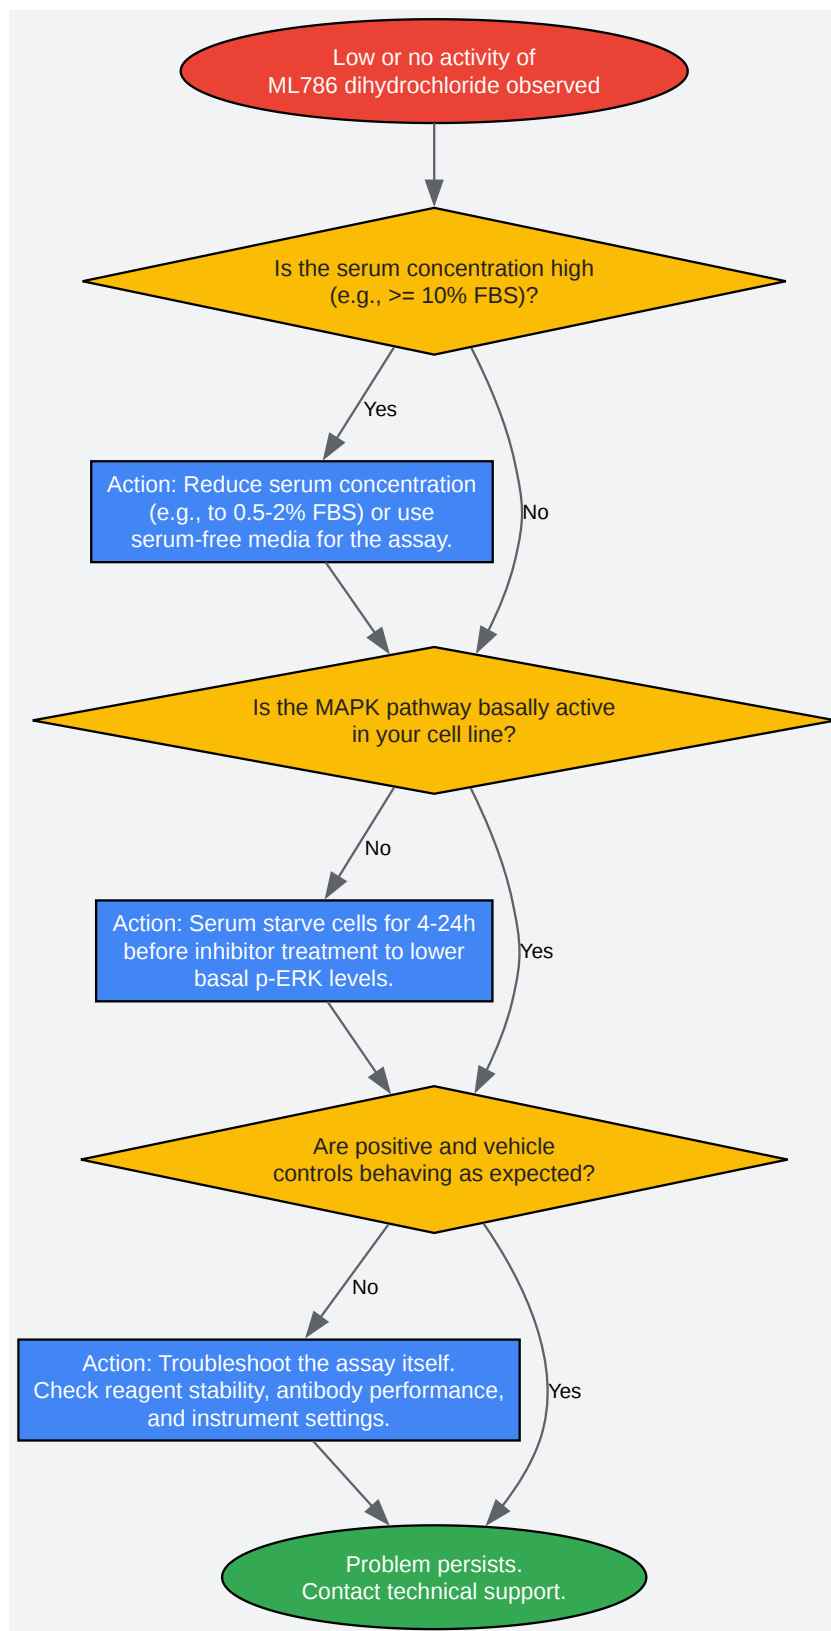 Low or no activity of
ML786 dihydrochloride observed
Is the serum concentration high
(e.g., >= 10% FBS)?
Yes
Action: Reduce serum concentration
(e.g., to 0.5-2% FBS) or use
serum-free media for the assay.
No
Is the MAPK pathway basally active
in your cell line?
No
Action: Serum starve cells for 4-24h
before inhibitor treatment to lower
basal p-ERK levels.
Yes
Are positive and vehicle
controls behaving as expected?
No
Action: Troubleshoot the assay itself.
Check reagent stability, antibody performance,
and instrument settings.
Yes
Problem persists.
Contact technical support.